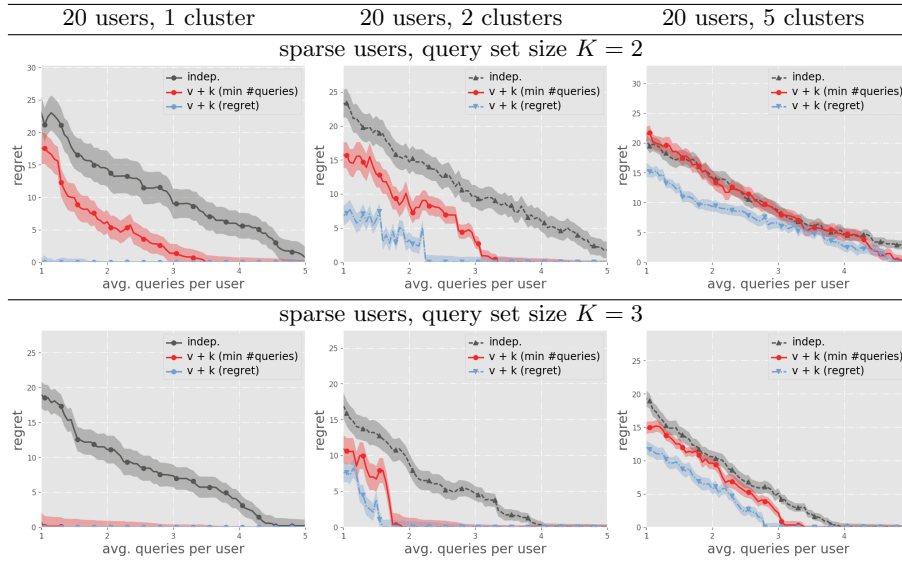 20 users, 1 cluster 20 users, 2 clusters 20 users, 5 clusters
sparse users, query set size K = 2
30 25 20 15 10 5 0
regret
indep.
v + k (min #queries)
v + k (regret)
1 2 3 4 5
avg. queries per user
30 25 20 15 10 5 0
regret
indep.
v + k (min #queries)
v + k (regret)
1 2 3 4 5
avg. queries per user
30 25 20 15 10 5 0
regret
indep.
v + k (min #queries)
v + k (regret)
1 2 3 4
avg. queries per user
sparse users, query set size K = 3
25 20 15 10 5 0
regret
indep.
v + k (min #queries)
v + k (regret)
1 2 3 4 5
avg. queries per user
25 20 15 10 5 0
regret
indep.
v + k (min #queries)
v + k (regret)
1 2 3 4 5
avg. queries per user
25 20 15 10 5 0
regret
indep.
v + k (min #queries)
v + k (regret)
1 2 3 4
avg. queries per user